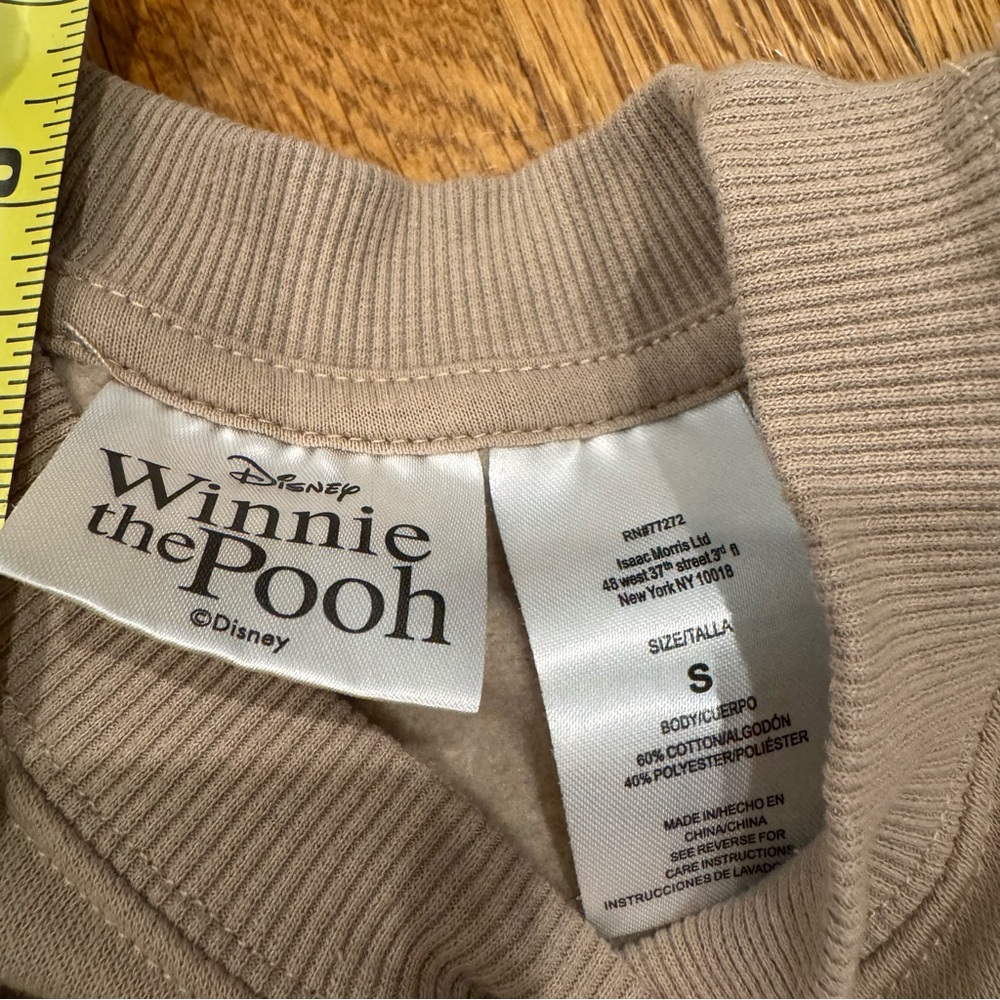 Disney
Winnie
the Pooh
©Disney
RN#77272
Isaac Morris Ltd
48 west 37th street 3rd fl
New York NY 10018
SIZE/TALLA
S
BODY/CUERPO
60% COTTON/ALGODÓN
40% POLYESTER/POLIÉSTER
MADE IN/HECHO EN
CHINA/CHINA
SEE REVERSE FOR
CARE INSTRUCTIONS
INSTRUCCIONES DE